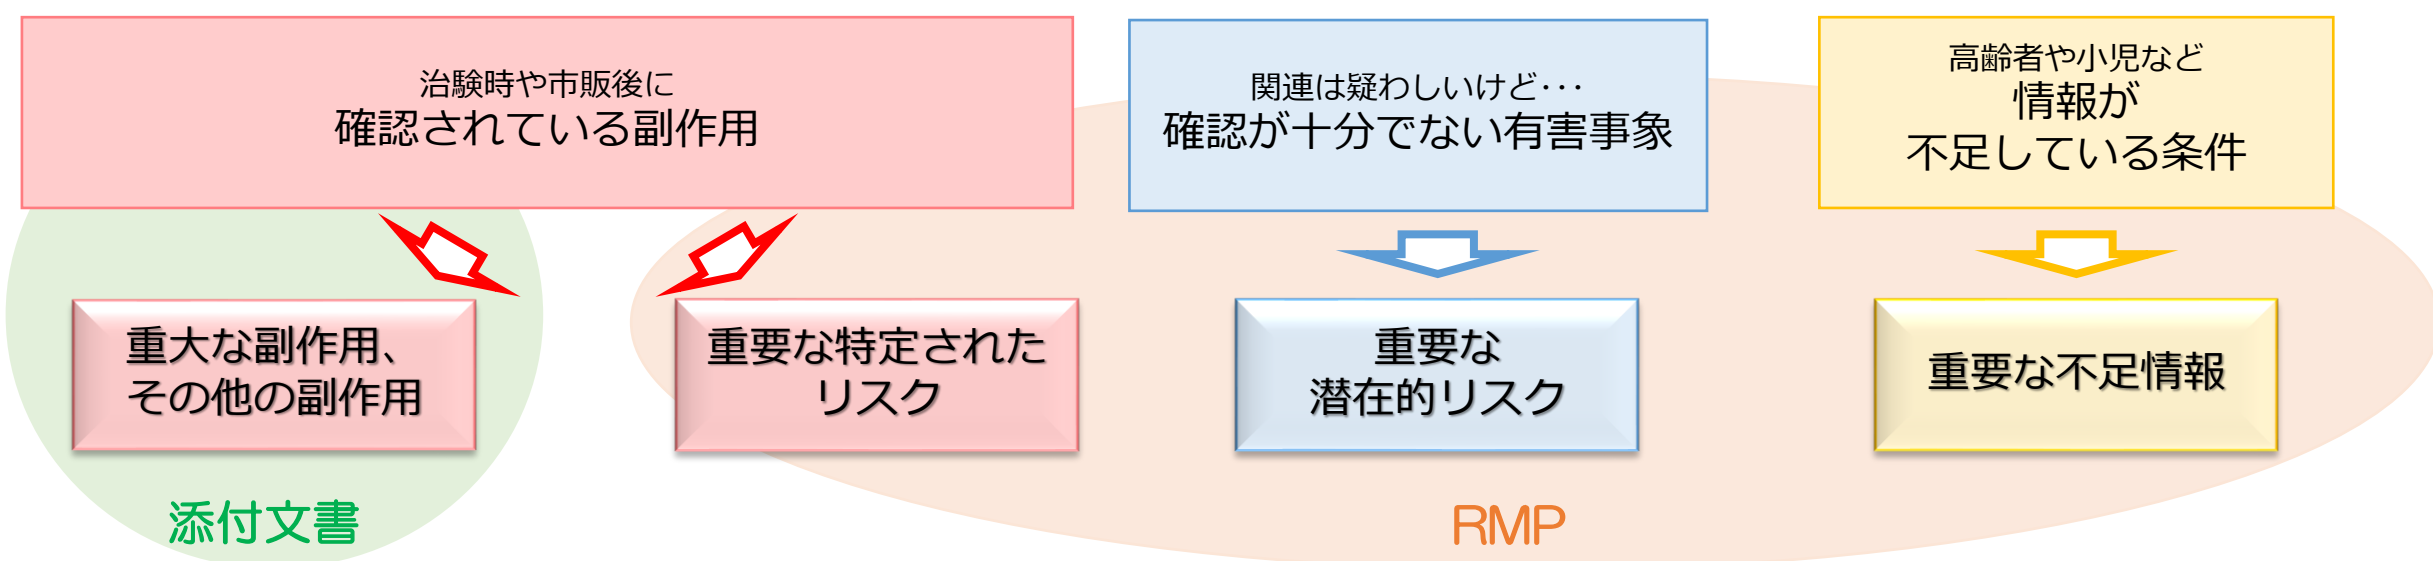 治験時や市販後に
確認されている副作用
関連は疑わしいけど･･･
確認が十分でない有害事象
高齢者や小児など
情報が
不足している条件
重大な副作用、
その他の副作用
重要な特定された
リスク
重要な
潜在的リスク
重要な不足情報
添付文書
RMP